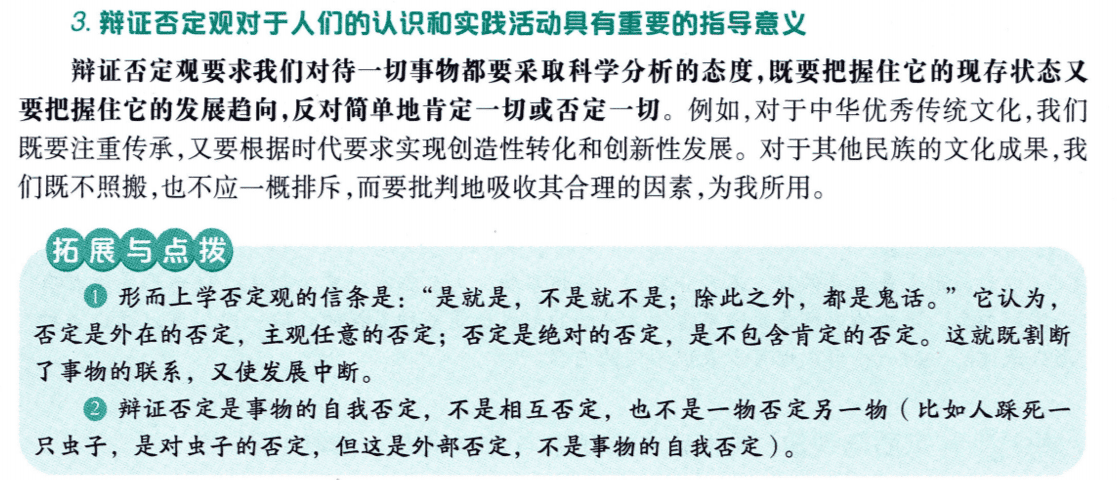 3. 辩证否定观对于人们的认识和实践活动具有重要的指导意义
辩证否定观要求我们对待一切事物都要采取科学分析的态度,既要把握住它的现存状态又
要把握住它的发展趋向,反对简单地肯定一切或否定一切。例如,对于中华优秀传统文化,我们
既要注重传承,又要根据时代要求实现创造性转化和创新性发展。对于其他民族的文化成果,我
们既不照搬,也不应一概排斥,而要批判地吸收其合理的因素,为我所用。
拓展与点拨
❶ 形而上学否定观的信条是：“是就是，不是就不是；除此之外，都是鬼话。”它认为，
否定是外在的否定，主观任意的否定；否定是绝对的否定，是不包含肯定的否定。这就既割断
了事物的联系，又使发展中断。
❷ 辩证否定是事物的自我否定，不是相互否定，也不是一物否定另一物（比如人踩死一
只虫子，是对虫子的否定，但这是外部否定，不是事物的自我否定）。